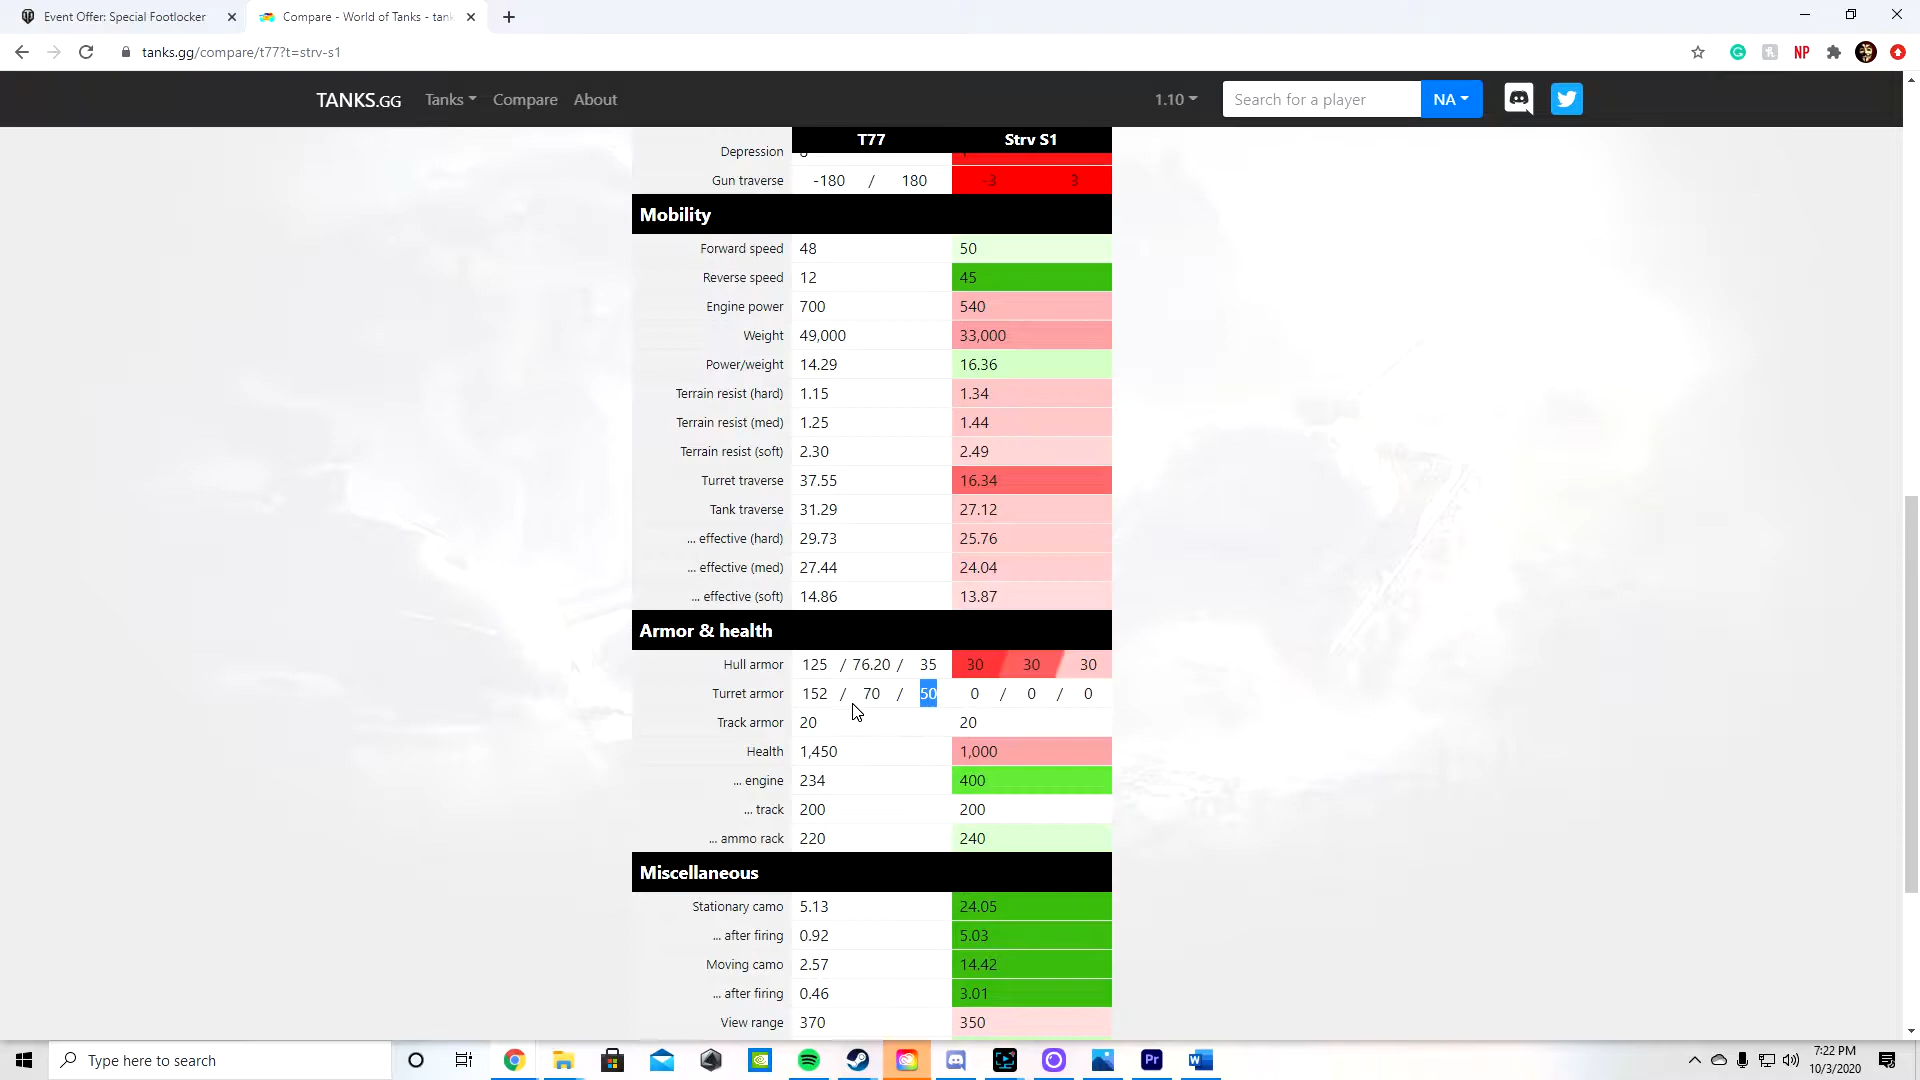 Event Offer: Special Footlocker
Compare - World of Tanks - tank
tanks.gg/compare/t77?t=strv-s1
NP
TANKS.GG Tanks Compare About 1.10 Search for a player NA
T77 Strv S1
Depression
Gun traverse -180 / 180 -3 3
Mobility
Forward speed 48 50
Reverse speed 12 45
Engine power 700 540
Weight 49,000 33,000
Power/weight 14.29 16.36
Terrain resist (hard) 1.15 1.34
Terrain resist (med) 1.25 1.44
Terrain resist (soft) 2.30 2.49
Turret traverse 37.55 16.34
Tank traverse 31.29 27.12
... effective (hard) 29.73 25.76
... effective (med) 27.44 24.04
... effective (soft) 14.86 13.87
Armor & health
Hull armor 125 / 76.20 / 35 30 30 30
Turret armor 152 / 70 / 50 0 / 0 / 0
Track armor 20 20
Health 1,450 1,000
... engine 234 400
... track 200 200
... ammo rack 220 240
Miscellaneous
Stationary camo 5.13 24.05
... after firing 0.92 5.03
Moving camo 2.57 14.42
... after firing 0.46 3.01
View range 370 350
Type here to search
Pr
W
7:22 PM
10/3/2020